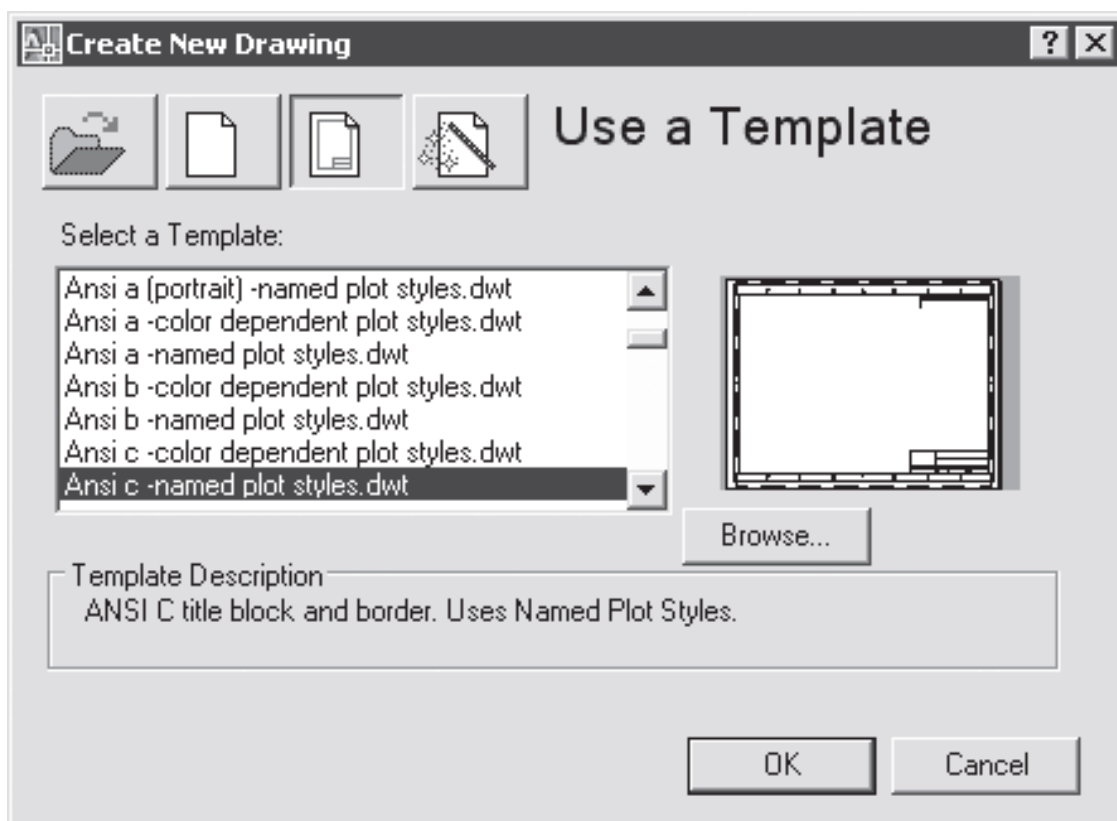 Create New Drawing
Use a Template
Select a Template:
Ansi a (portrait) -named plot styles.dwt
Ansi a -color dependent plot styles.dwt
Ansi a -named plot styles.dwt
Ansi b -color dependent plot styles.dwt
Ansi b -named plot styles.dwt
Ansi c -color dependent plot styles.dwt
Ansi c -named plot styles.dwt
Browse...
Template Description
ANSI C title block and border. Uses Named Plot Styles.
OK
Cancel